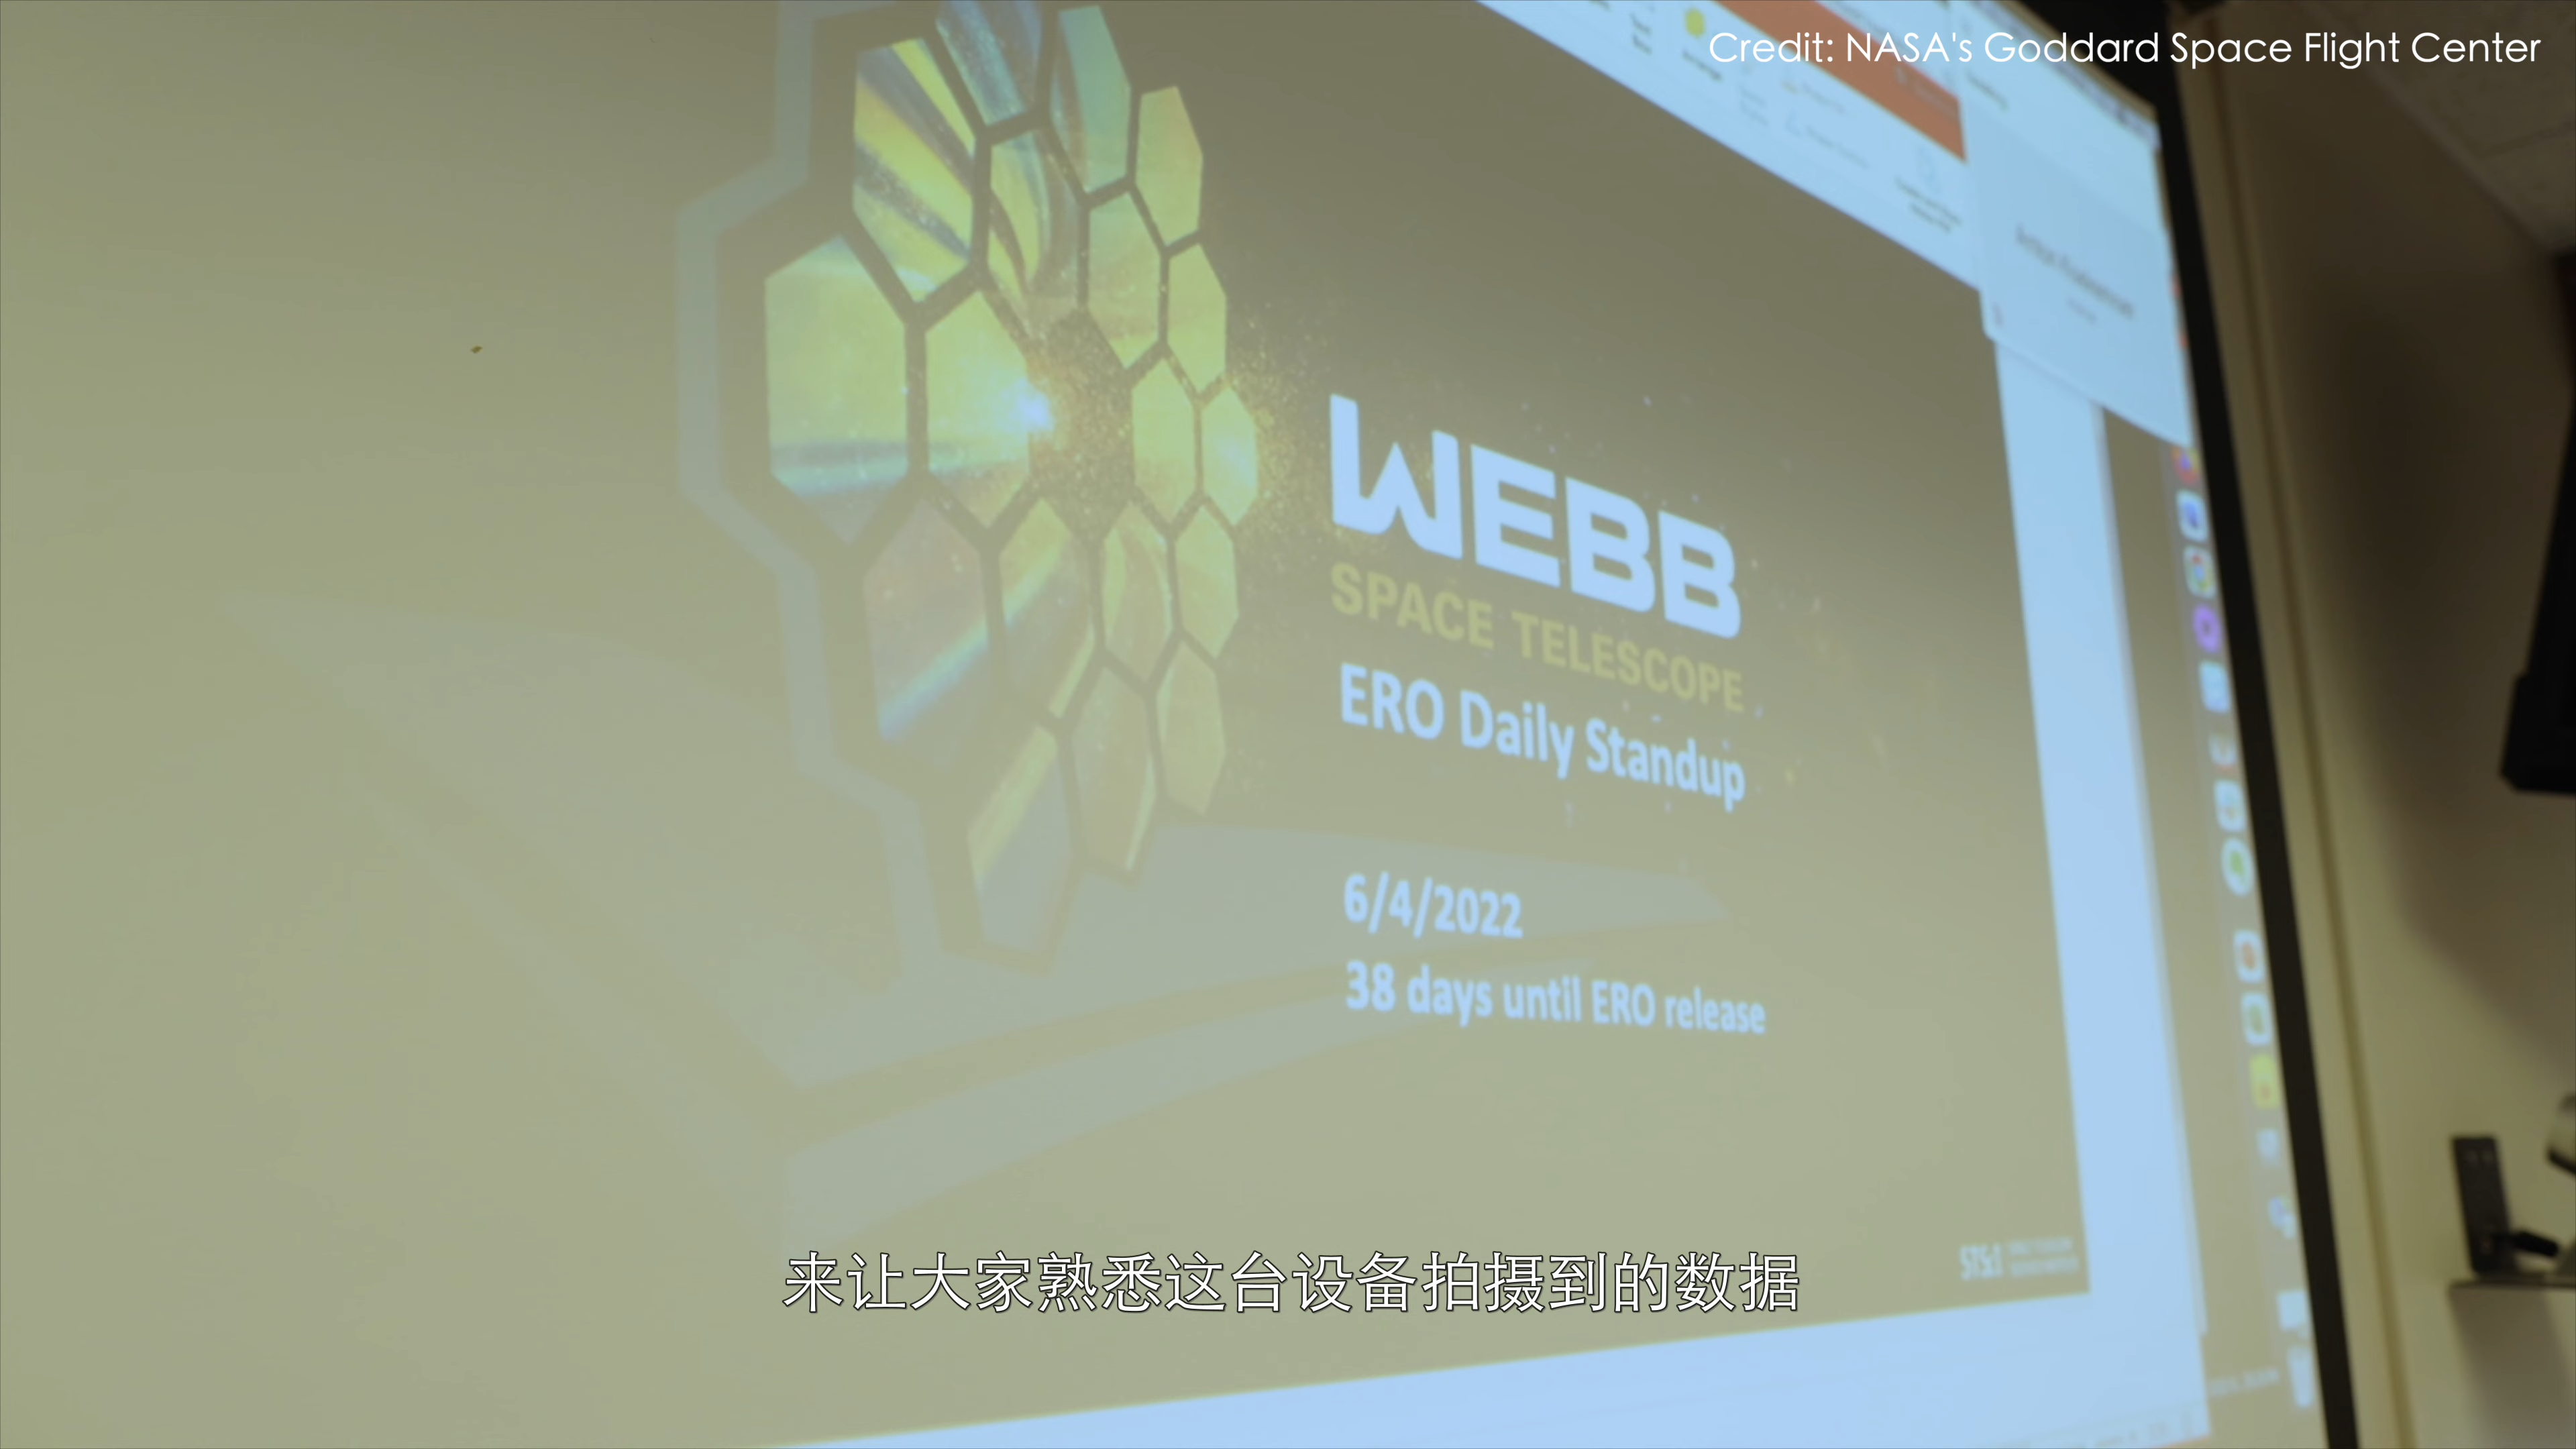 Credit: NASA's Goddard Space Flight Center
WEBB
SPACE TELESCOPE
ERO Daily Standup
6/4/2022
38 days until ERO release
STScI
来让大家熟悉这台设备拍摄到的数据